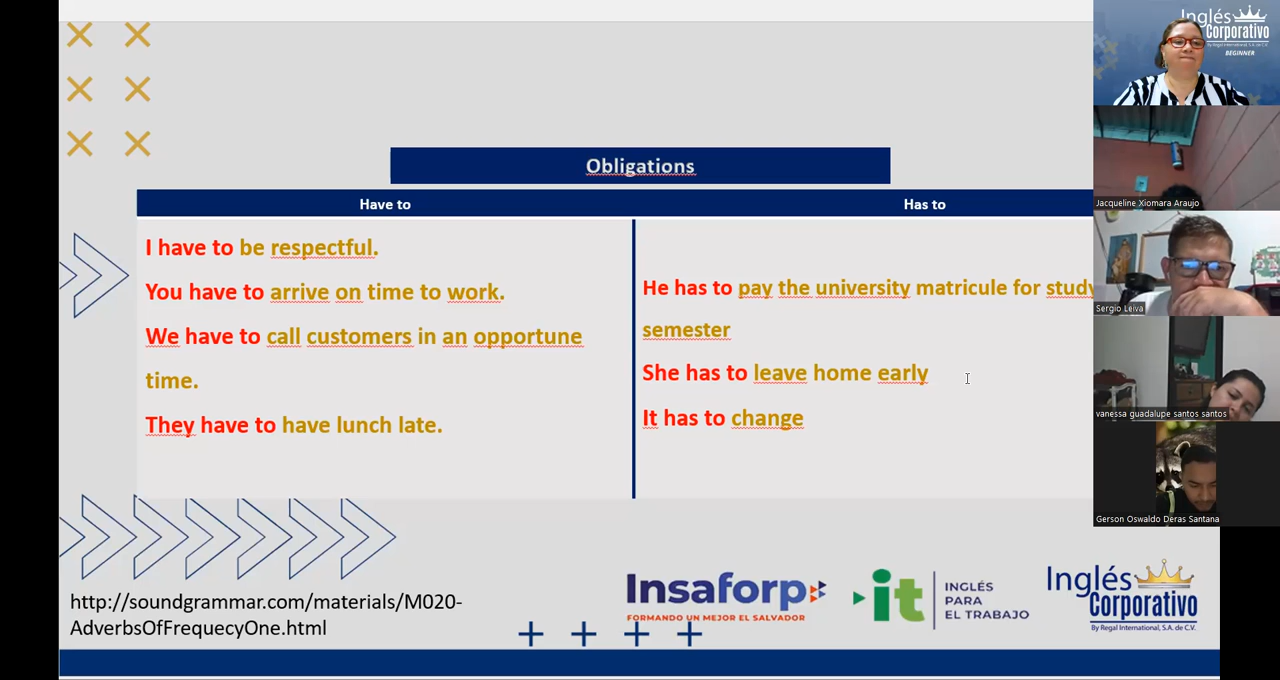 Obligations
Have to
Has to
I have to be respectful.
You have to arrive on time to work.
We have to call customers in an opportune
time.
They have to have lunch late.
He has to pay the university matricule for study
semester
She has to leave home early
It has to change
http://soundgrammar.com/materials/M020-
AdverbsOfFrequecyOne.html
Insaforp
FORMANDO UN MEJOR EL SALVADOR
it
INGLÉS
PARA
EL TRABAJO
Inglés
Corporativo
By Regal International, S.A. de C.V.
Inglés
Corporativo
By Regal International, S.A. de C.V.
BEGINNER
Jacqueline Xiomara Araujo
Sergio Leiva
vanessa guadalupe santos santos
Gerson Oswaldo Deras Santana